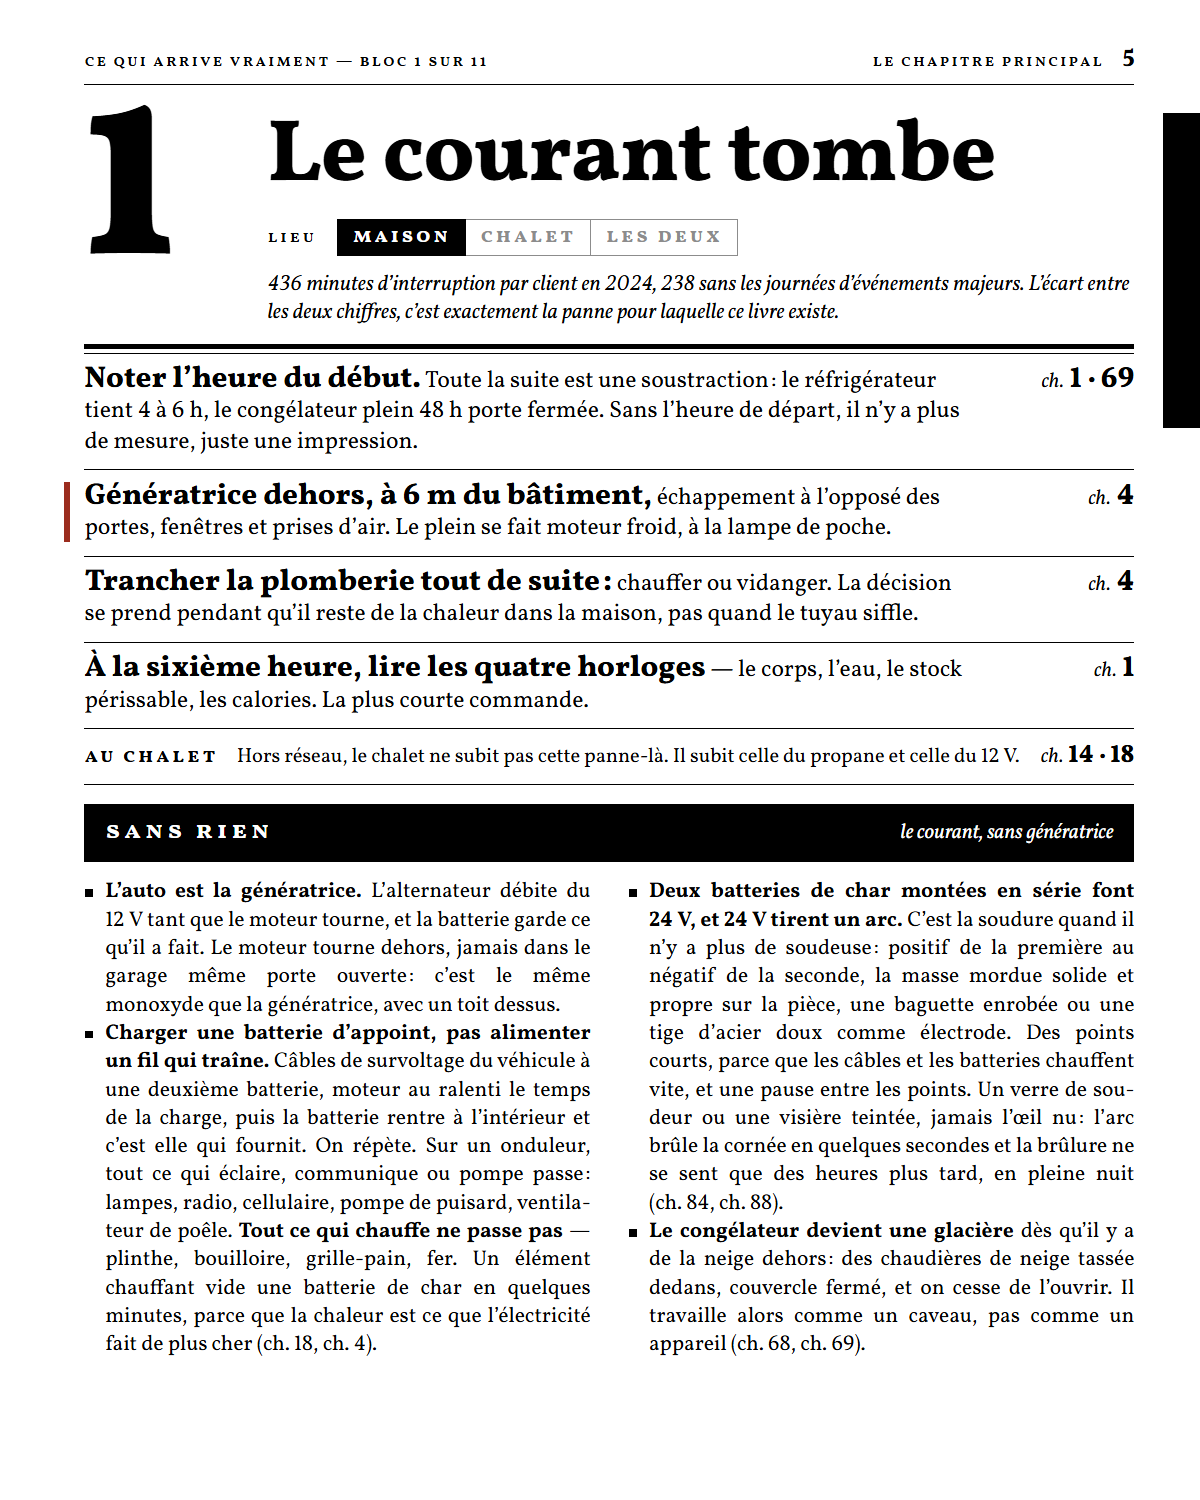 CE QUI ARRIVE VRAIMENT — BLOC 1 SUR 11
LE CHAPITRE PRINCIPAL 5
1
Le courant tombe
LIEU MAISON CHALET LES DEUX
436 minutes d’interruption par client en 2024, 238 sans les journées d’événements majeurs. L’écart entre
les deux chiffres, c’est exactement la panne pour laquelle ce livre existe.
Noter l’heure du début. Toute la suite est une soustraction : le réfrigérateur ch. 1 · 69
tient 4 à 6 h, le congélateur plein 48 h porte fermée. Sans l’heure de départ, il n’y a plus
de mesure, juste une impression.
Génératrice dehors, à 6 m du bâtiment, échappement à l’opposé des ch. 4
portes, fenêtres et prises d’air. Le plein se fait moteur froid, à la lampe de poche.
Trancher la plomberie tout de suite : chauffer ou vidanger. La décision ch. 4
se prend pendant qu’il reste de la chaleur dans la maison, pas quand le tuyau siffle.
À la sixième heure, lire les quatre horloges — le corps, l’eau, le stock ch. 1
périssable, les calories. La plus courte commande.
AU CHALET Hors réseau, le chalet ne subit pas cette panne-là. Il subit celle du propane et celle du 12 V. ch. 14 · 18
SANS RIEN le courant, sans génératrice
▪ L’auto est la génératrice. L’alternateur débite du
12 V tant que le moteur tourne, et la batterie garde ce
qu’il a fait. Le moteur tourne dehors, jamais dans le
garage même porte ouverte : c’est le même
monoxyde que la génératrice, avec un toit dessus.
▪ Charger une batterie d’appoint, pas alimenter
un fil qui traîne. Câbles de survoltage du véhicule à
une deuxième batterie, moteur au ralenti le temps
de la charge, puis la batterie rentre à l’intérieur et
c’est elle qui fournit. On répète. Sur un onduleur,
tout ce qui éclaire, communique ou pompe passe :
lampes, radio, cellulaire, pompe de puisard, ventila-
teur de poêle. Tout ce qui chauffe ne passe pas —
plinthe, bouilloire, grille-pain, fer. Un élément
chauffant vide une batterie de char en quelques
minutes, parce que la chaleur est ce que l’électricité
fait de plus cher (ch. 18, ch. 4).
▪ Deux batteries de char montées en série font
24 V, et 24 V tirent un arc. C’est la soudure quand il
n’y a plus de soudeuse : positif de la première au
négatif de la seconde, la masse mordue solide et
propre sur la pièce, une baguette enrobée ou une
tige d’acier doux comme électrode. Des points
courts, parce que les câbles et les batteries chauffent
vite, et une pause entre les points. Un verre de sou-
deur ou une visière teintée, jamais l’œil nu : l’arc
brûle la cornée en quelques secondes et la brûlure ne
se sent que des heures plus tard, en pleine nuit
(ch. 84, ch. 88).
▪ Le congélateur devient une glacière dès qu’il y a
de la neige dehors : des chaudières de neige tassée
dedans, couvercle fermé, et on cesse de l’ouvrir. Il
travaille alors comme un caveau, pas comme un
appareil (ch. 68, ch. 69).